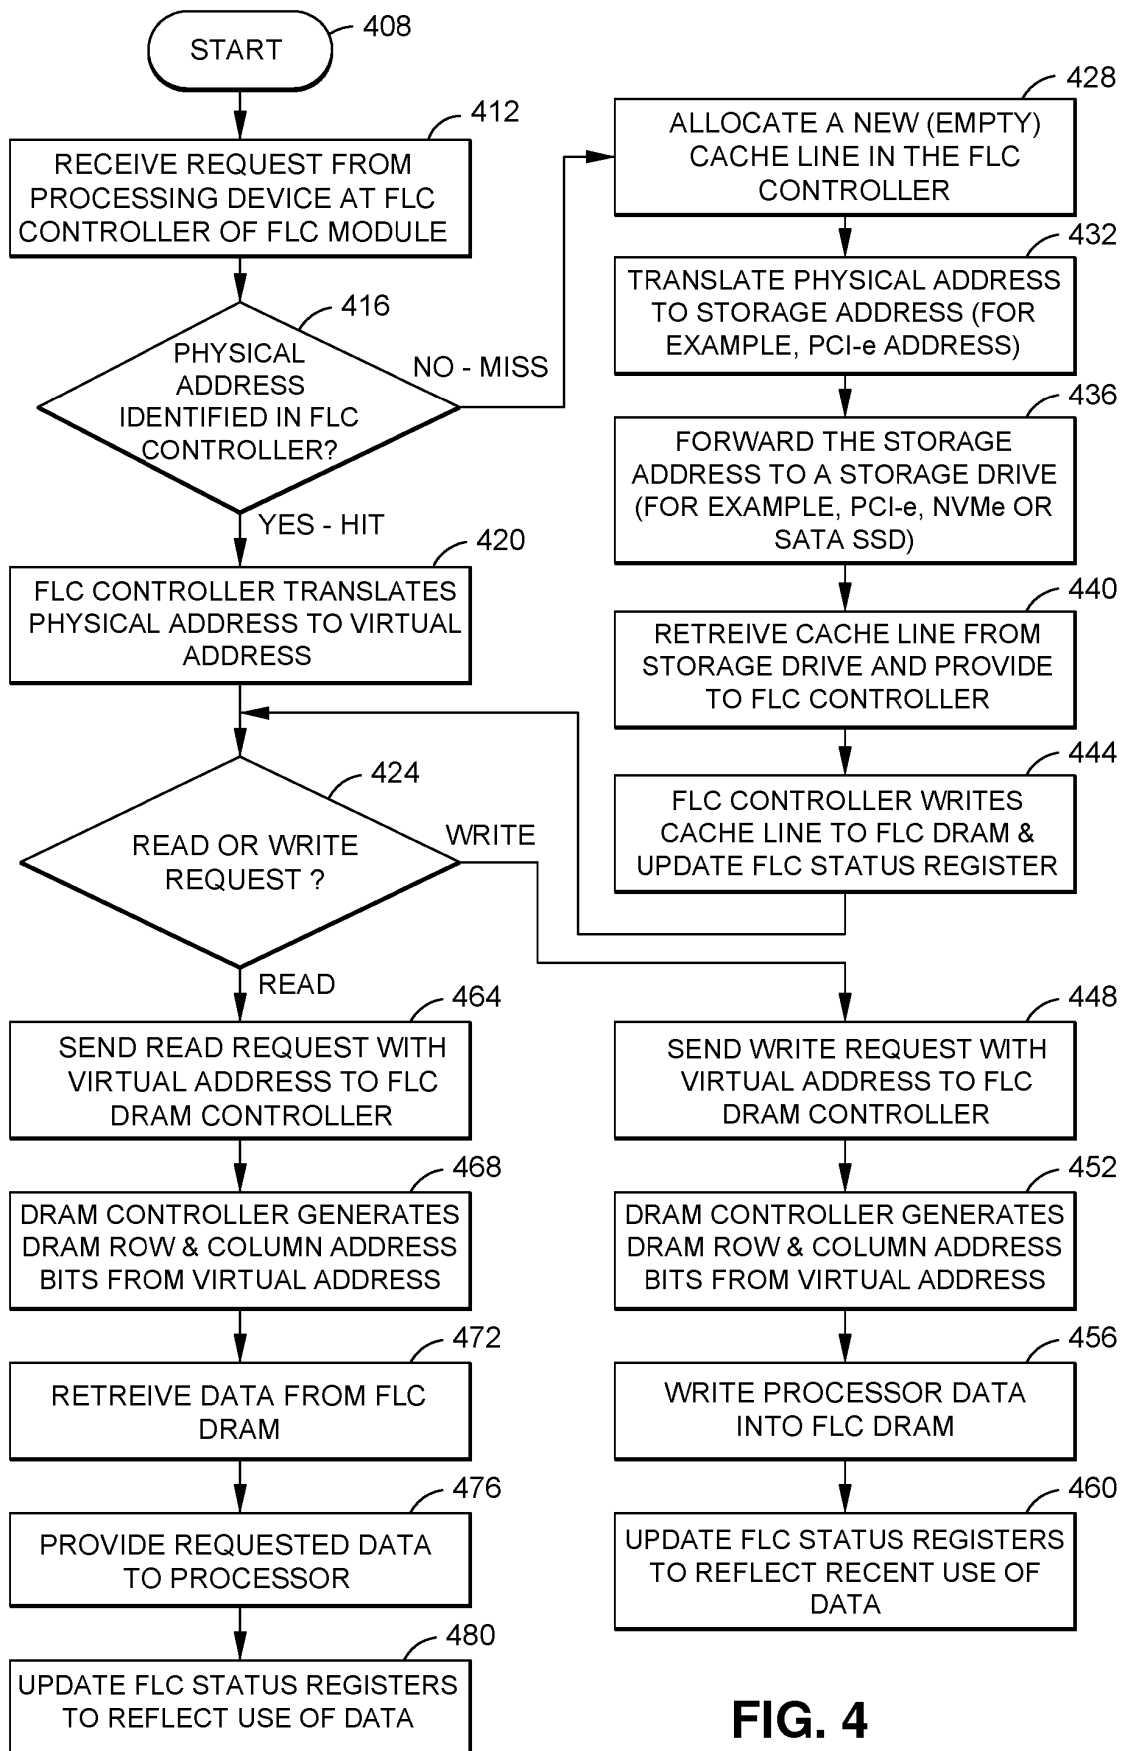 START
408
412
RECEIVE REQUEST FROM
PROCESSING DEVICE AT FLC
CONTROLLER OF FLC MODULE
416
PHYSICAL
ADDRESS
IDENTIFIED IN FLC
CONTROLLER?
NO - MISS
YES - HIT
420
FLC CONTROLLER TRANSLATES
PHYSICAL ADDRESS TO VIRTUAL
ADDRESS
428
ALLOCATE A NEW (EMPTY)
CACHE LINE IN THE FLC
CONTROLLER
432
TRANSLATE PHYSICAL ADDRESS
TO STORAGE ADDRESS (FOR
EXAMPLE, PCI-e ADDRESS)
436
FORWARD THE STORAGE
ADDRESS TO A STORAGE DRIVE
(FOR EXAMPLE, PCI-e, NVMe OR
SATA SSD)
440
RETREIVE CACHE LINE FROM
STORAGE DRIVE AND PROVIDE
TO FLC CONTROLLER
444
FLC CONTROLLER WRITES
CACHE LINE TO FLC DRAM &
UPDATE FLC STATUS REGISTER
424
READ OR WRITE
REQUEST ?
WRITE
READ
464
SEND READ REQUEST WITH
VIRTUAL ADDRESS TO FLC
DRAM CONTROLLER
468
DRAM CONTROLLER GENERATES
DRAM ROW & COLUMN ADDRESS
BITS FROM VIRTUAL ADDRESS
472
RETREIVE DATA FROM FLC
DRAM
476
PROVIDE REQUESTED DATA
TO PROCESSOR
480
UPDATE FLC STATUS REGISTERS
TO REFLECT USE OF DATA
448
SEND WRITE REQUEST WITH
VIRTUAL ADDRESS TO FLC
DRAM CONTROLLER
452
DRAM CONTROLLER GENERATES
DRAM ROW & COLUMN ADDRESS
BITS FROM VIRTUAL ADDRESS
456
WRITE PROCESSOR DATA
INTO FLC DRAM
460
UPDATE FLC STATUS REGISTERS
TO REFLECT RECENT USE OF
DATA
FIG. 4